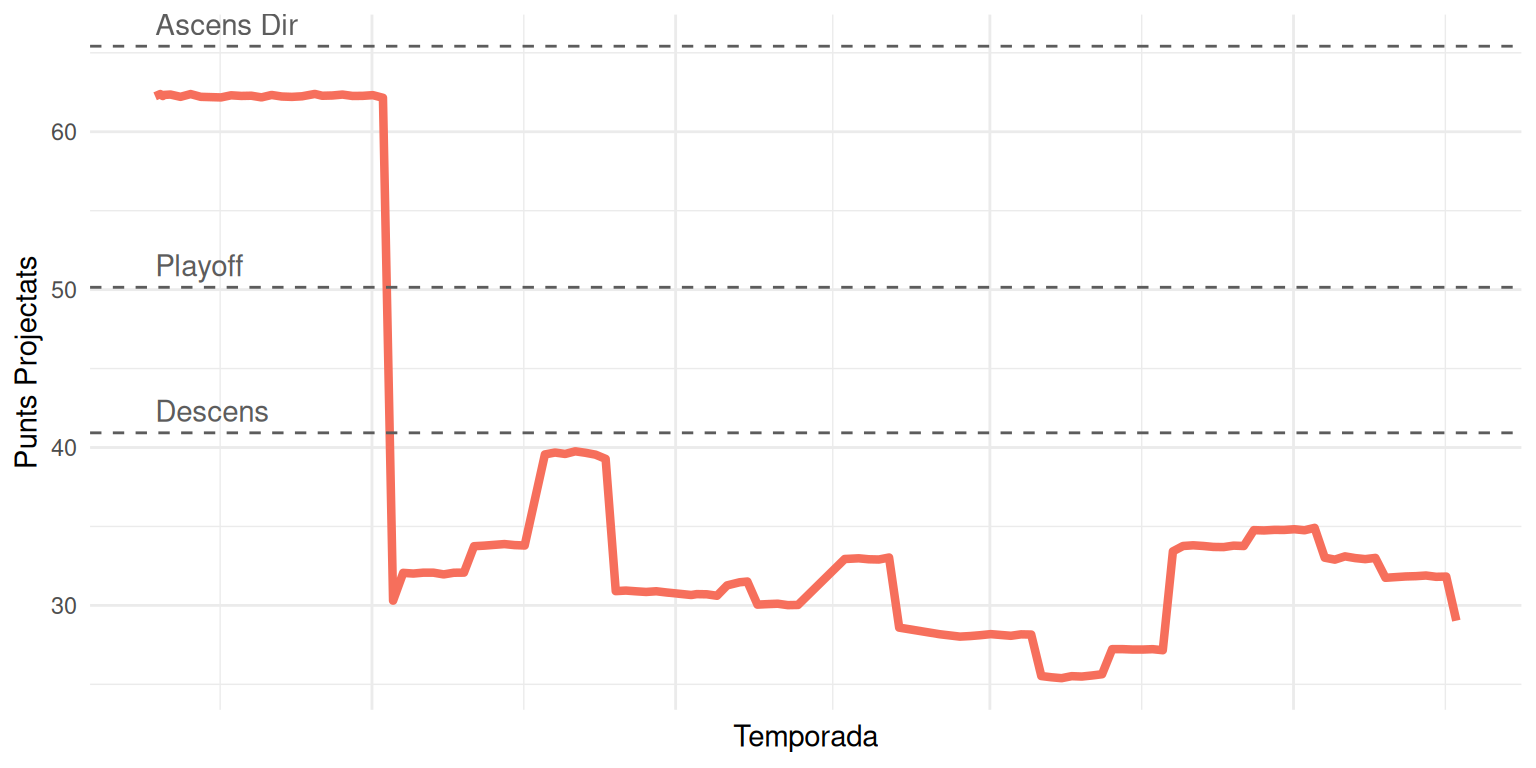 Ascens Dir
60
Playoff
50
Descens
40
30
Punts Projectats
Temporada